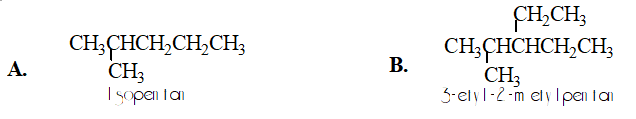 CH₃CHCH₂CH₂CH₃
A.
CH₃
Isopentan
CH₂CH₃
CH₃CHCHCH₂CH₃
B.
CH₃
3-etyl-2-metylpentan